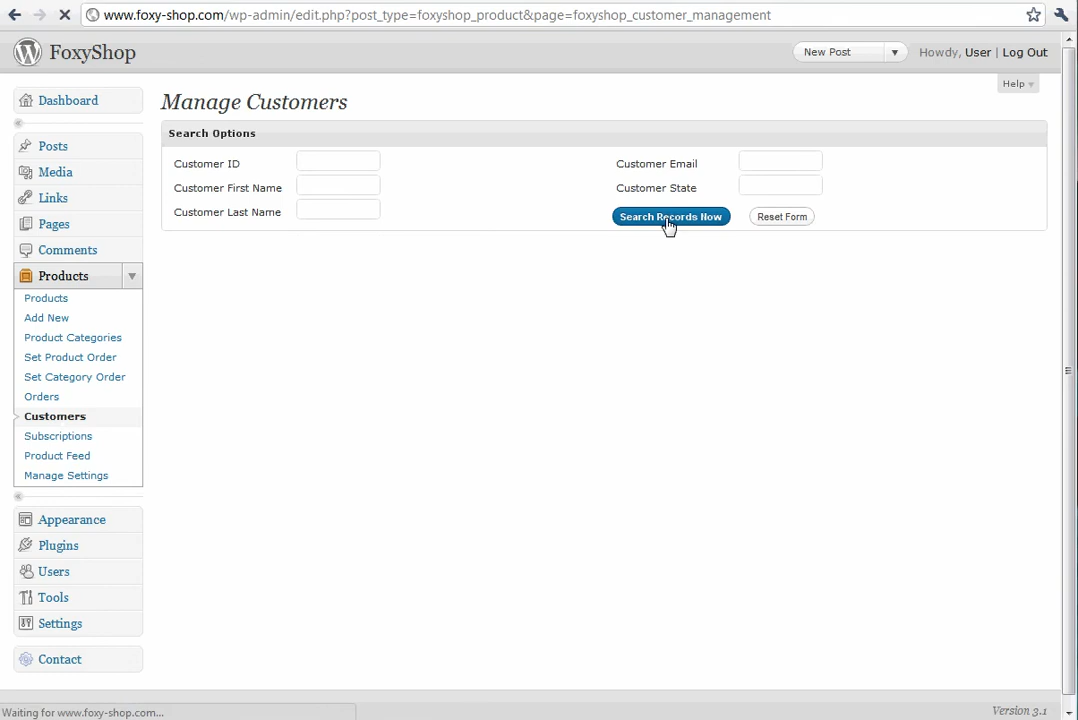 www.foxy-shop.com/wp-admin/edit.php?post_type=foxyshop_product&page=foxyshop_customer_management
FoxyShop
New Post
Howdy, User | Log Out
Help
Dashboard
Manage Customers
Search Options
Posts
Media
Links
Pages
Comments
Products
Customer ID
Customer First Name
Customer Last Name
Customer Email
Customer State
Search Records Now
Reset Form
Products
Add New
Product Categories
Set Product Order
Set Category Order
Orders
Customers
Subscriptions
Product Feed
Manage Settings
Appearance
Plugins
Users
Tools
Settings
Contact
Waiting for www.foxy-shop.com...
Version 3.1